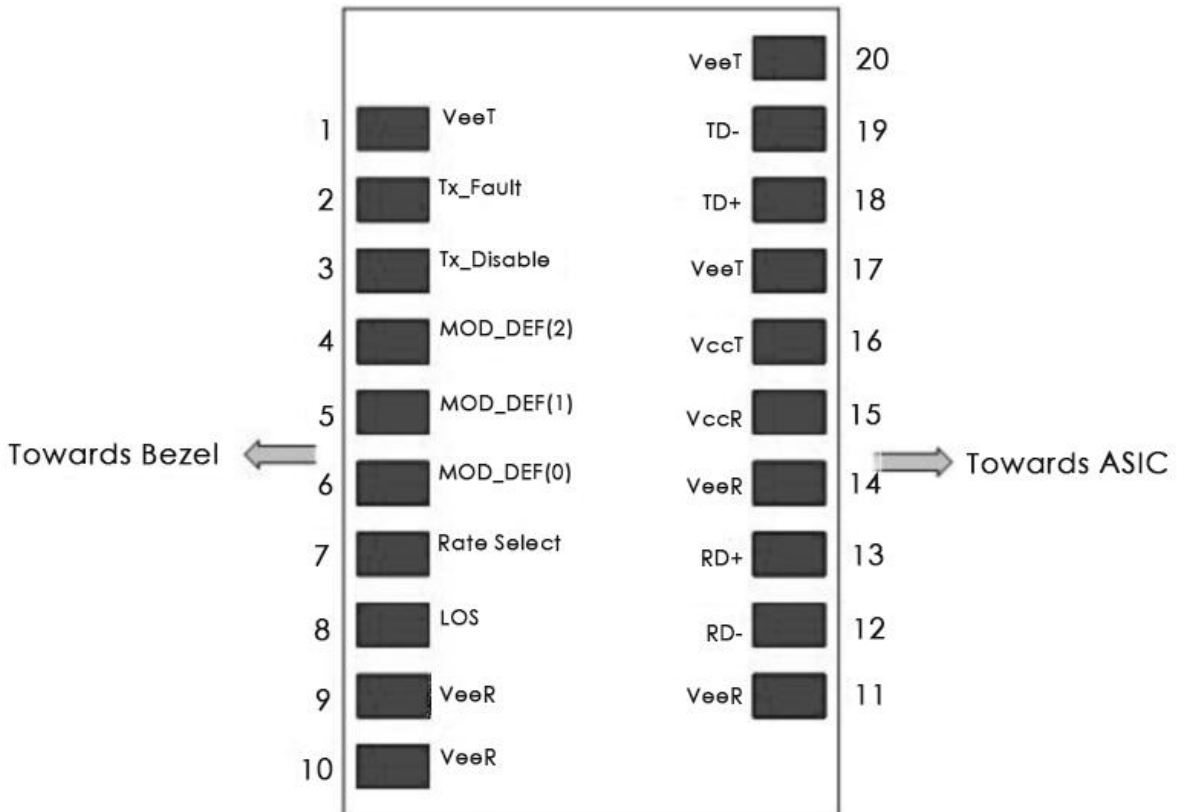 VeeT 20
1 VeeT
TD- 19
2 Tx_Fault
TD+ 18
3 Tx_Disable
VeeT 17
4 MOD_DEF(2)
VccT 16
5 MOD_DEF(1)
VccR 15
Towards Bezel
Towards ASIC
6 MOD_DEF(0)
VeeR 14
7 Rate Select
RD+ 13
8 LOS
RD- 12
9 VeeR
VeeR 11
10 VeeR